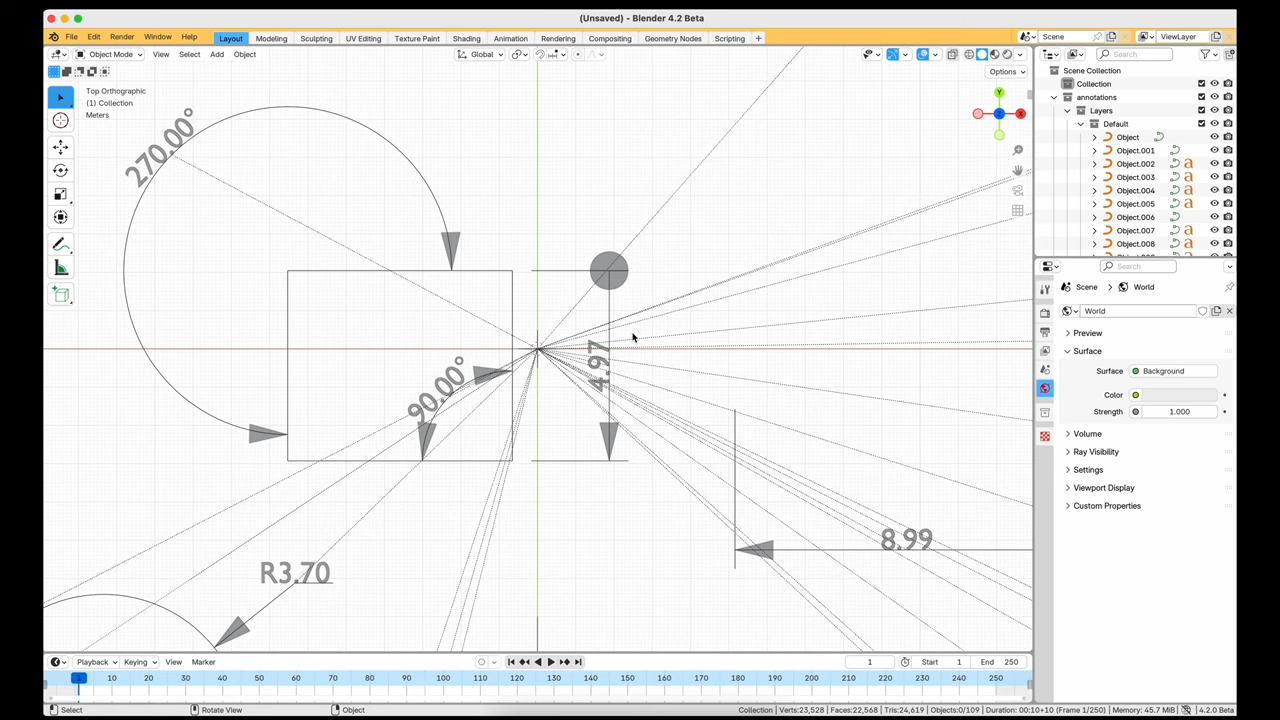 (Unsaved) - Blender 4.2 Beta
File Edit Render Window Help Layout Modeling Sculpting UV Editing Texture Paint Shading Animation Rendering Compositing Geometry Nodes Scripting + Scene ViewLayer
Object Mode View Select Add Object Global Search
Options
Top Orthographic
(1) Collection
Meters
Y
Z
X
Scene Collection
Collection
annotations
Layers
Default
Object
Object.001
Object.002
Object.003
Object.004
Object.005
Object.006
Object.007
Object.008
270.00°
90.00°
4.97
8.99
R3.70
Search
Scene > World
World
Preview
Surface
Surface Background
Color
Strength 1.000
Volume
Ray Visibility
Settings
Viewport Display
Custom Properties
Playback Keying View Marker 1 Start 1 End 250
1 10 20 30 40 50 60 70 80 90 100 110 120 130 140 150 160 170 180 190 200 210 220 230 240 250
Select Rotate View Object Collection | Verts:23,528 | Faces:22,568 | Tris:24,619 | Objects:0/109 | Duration: 00:10+10 (Frame 1/250) | Memory: 45.7 MiB | 4.2.0 Beta